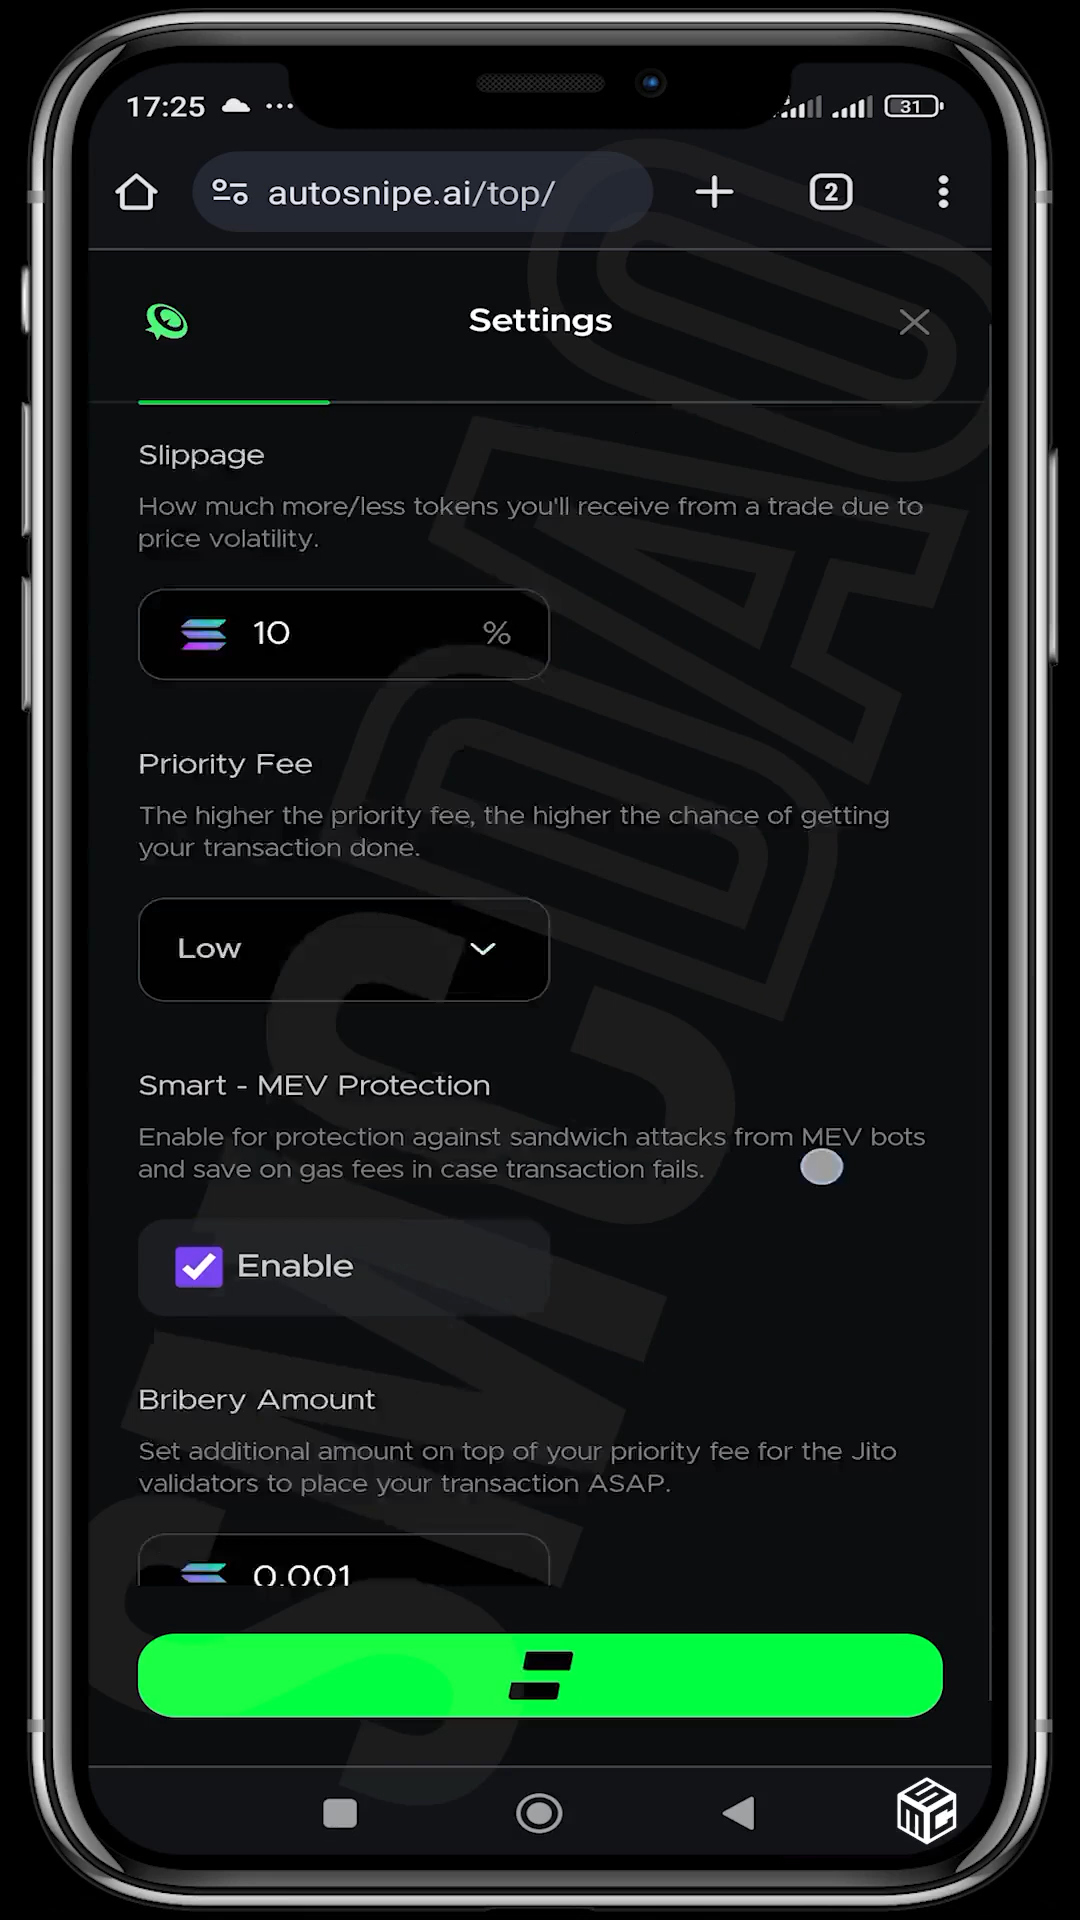 17:25 ... 31
autosnipe.ai/top/ 2
Settings
Slippage
How much more/less tokens you'll receive from a trade due to
price volatility.
10 %
Priority Fee
The higher the priority fee, the higher the chance of getting
your transaction done.
Low
Smart - MEV Protection
Enable for protection against sandwich attacks from MEV bots
and save on gas fees in case transaction fails.
Enable
Bribery Amount
Set additional amount on top of your priority fee for the Jito
validators to place your transaction ASAP.
0.001
SMCDAO
SMC